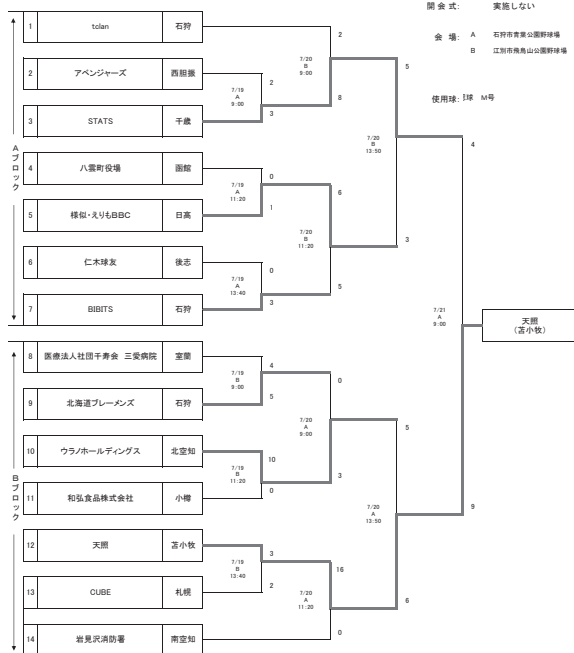 開会式: 実施しない
会場: A 石狩市青葉公園野球場
B 江別市飛鳥山公園野球場
使用球: 球 M号
Aブロック
1 tclan 石狩
2 アベンジャーズ 西胆振
3 STATS 千歳
4 八雲町役場 函館
5 様似・えりもBBC 日高
6 仁木球友 後志
7 BIBITS 石狩
Bブロック
8 医療法人社団千寿会 三愛病院 室蘭
9 北海道ブレーメンズ 石狩
10 ウラノホールディングス 北空知
11 和弘食品株式会社 小樽
12 天照 苫小牧
13 CUBE 札幌
14 岩見沢消防署 南空知
7/19
A
9:00
2
3
7/19
A
11:20
0
1
7/19
A
13:40
0
3
7/19
B
9:00
4
5
7/19
B
11:20
10
0
7/19
B
13:40
3
2
7/20
B
9:00
2
8
7/20
B
11:20
6
5
7/20
A
9:00
0
3
7/20
A
11:20
16
0
7/20
B
13:50
5
3
7/20
A
13:50
5
6
7/21
A
9:00
4
9
天照
(苫小牧)